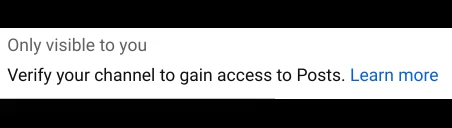 Only visible to you
Verify your channel to gain access to Posts. Learn more